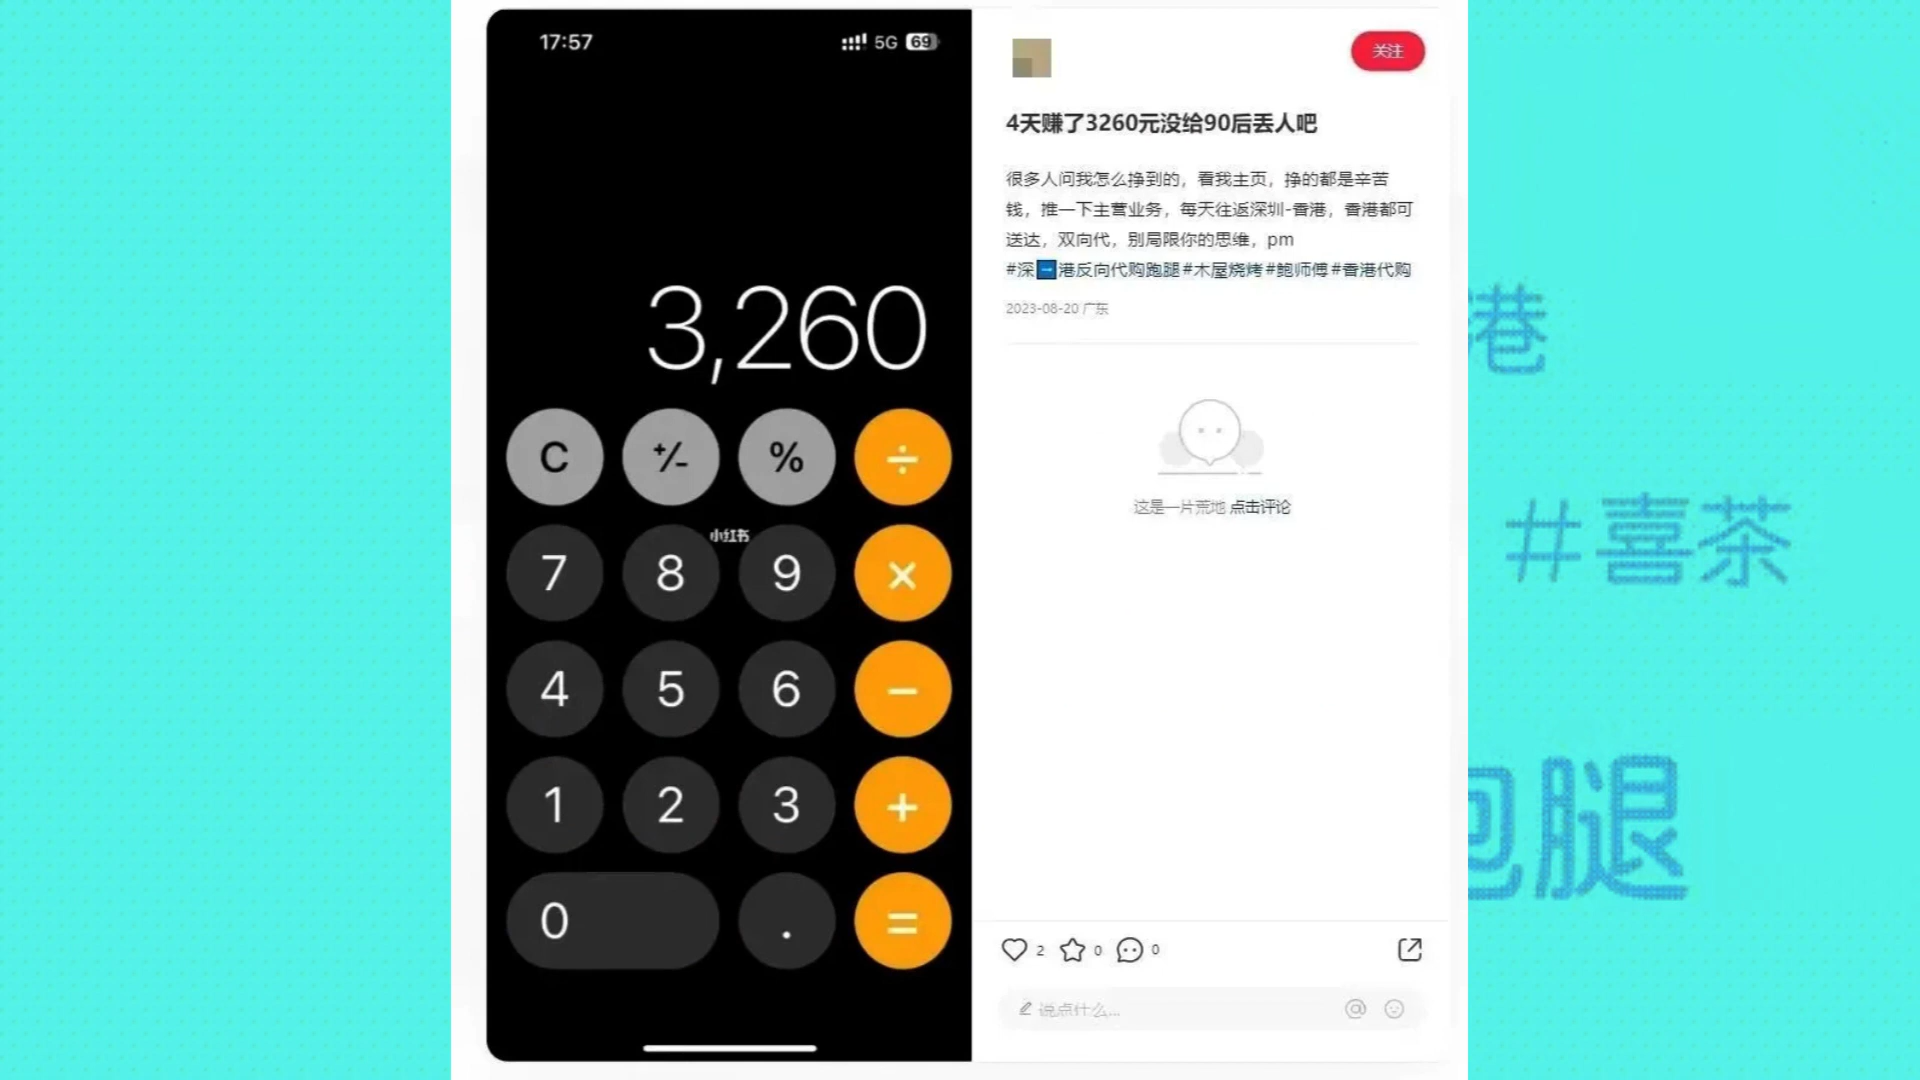 17:57
5G 69
3,260
C +/- % ÷
小红书
7 8 9 ×
4 5 6 −
1 2 3 +
0 . =
关注
4天赚了3260元没给90后丢人吧
很多人问我怎么挣到的，看我主页，挣的都是辛苦
钱，推一下主营业务，每天往返深圳-香港，香港都可
送达，双向代，别局限你的思维，pm
#深➡港反向代购跑腿#木屋烧烤#鲍师傅#香港代购
2023-08-20 广东
这是一片荒地 点击评论
2 0 0
说点什么...
港
#喜茶
跑腿